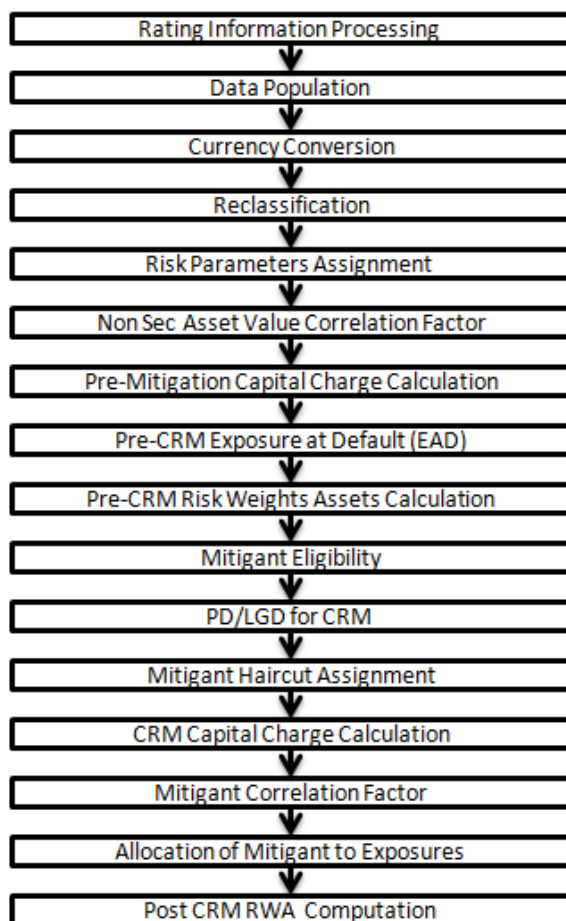 Rating Information Processing
Data Population
Currency Conversion
Reclassification
Risk Parameters Assignment
Non Sec Asset Value Correlation Factor
Pre-Mitigation Capital Charge Calculation
Pre-CRM Exposure at Default (EAD)
Pre-CRM Risk Weights Assets Calculation
Mitigant Eligibility
PD/LGD for CRM
Mitigant Haircut Assignment
CRM Capital Charge Calculation
Mitigant Correlation Factor
Allocation of Mitigant to Exposures
Post CRM RWA Computation